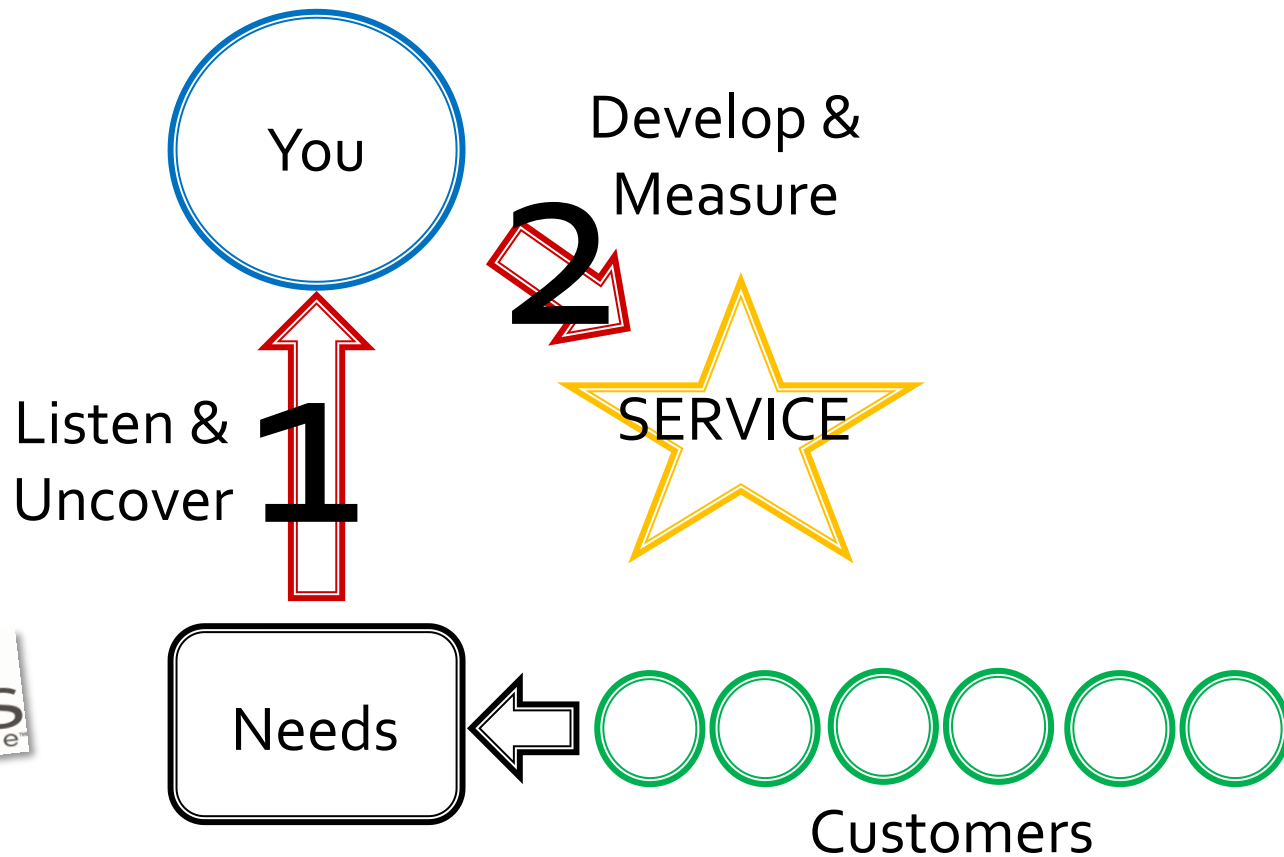 You
Develop &
Measure
2
SERVICE
Listen &
Uncover
1
Needs
Customers